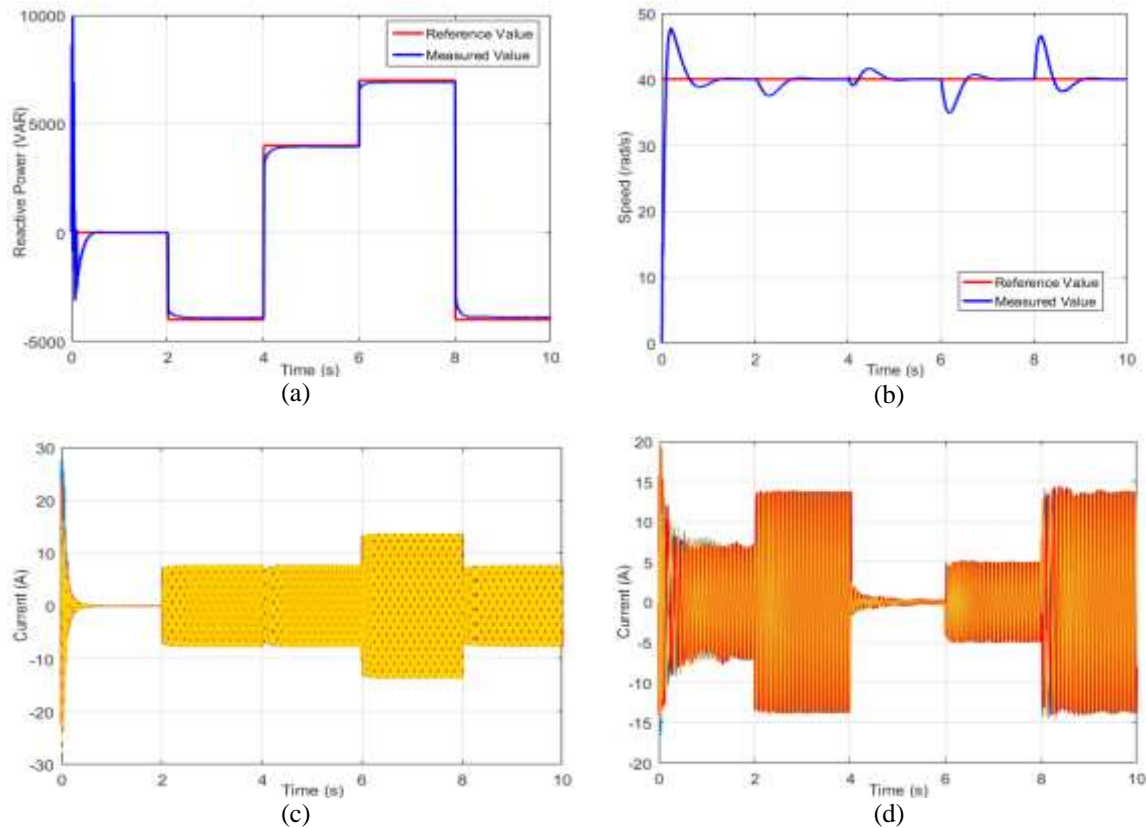 10000
5000
0
-5000
Reactive Power (VAR)
Reference Value
Measured Value
0 2 4 6 8 10
Time (s)
(a)
50
40
30
20
10
0
Speed (rad/s)
Reference Value
Measured Value
0 2 4 6 8 10
Time (s)
(b)
30
20
10
0
-10
-20
-30
Current (A)
0 2 4 6 8 10
Time (s)
(c)
20
15
10
5
0
-5
-10
-15
-20
Current (A)
0 2 4 6 8 10
Time (s)
(d)